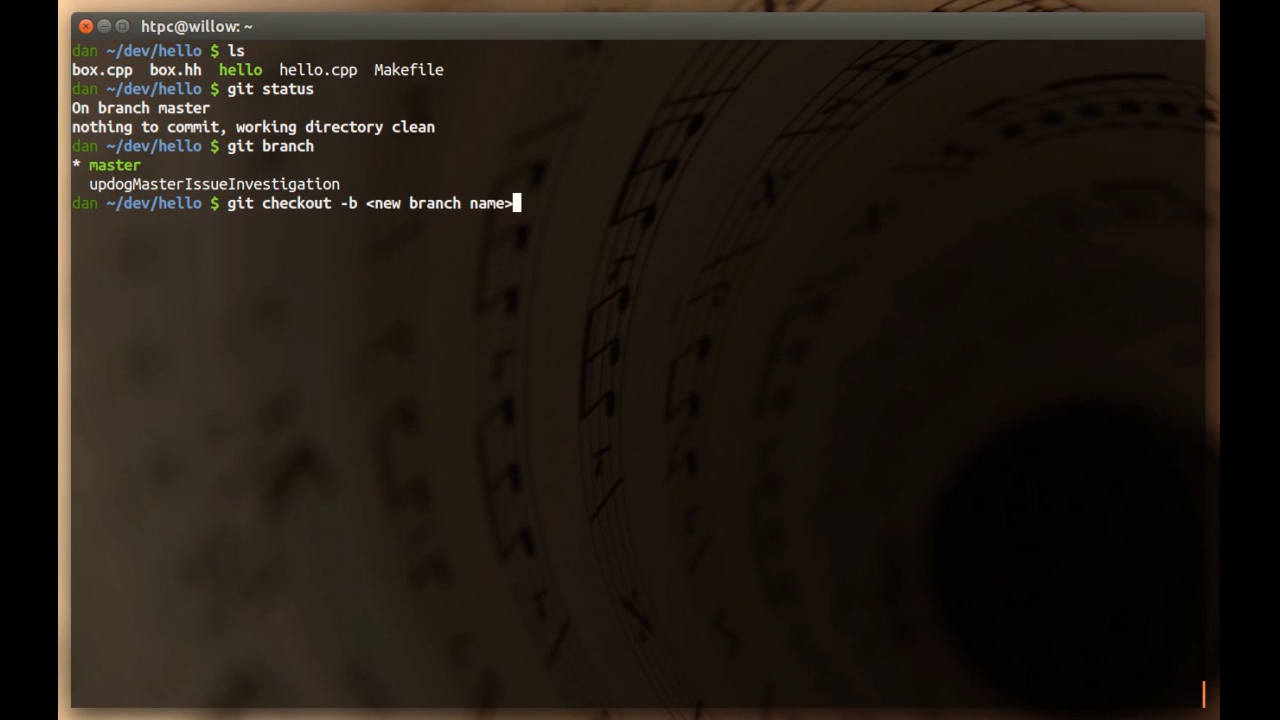 htpc@willow: ~
dan ~/dev/hello $ ls
box.cpp  box.hh  hello  hello.cpp  Makefile
dan ~/dev/hello $ git status
On branch master
nothing to commit, working directory clean
dan ~/dev/hello $ git branch
* master
  updogMasterIssueInvestigation
dan ~/dev/hello $ git checkout -b <new branch name>